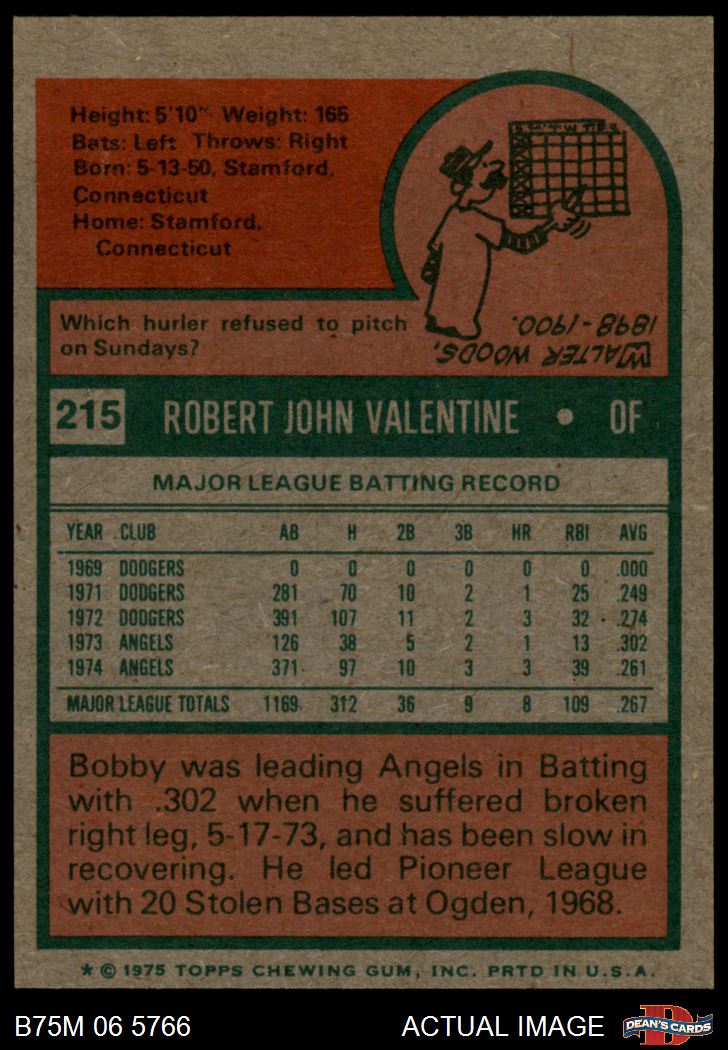 Height: 5'10" Weight: 165
Bats: Left Throws: Right
Born: 5-13-50, Stamford,
Connecticut
Home: Stamford,
Connecticut
S M T W T F S
Which hurler refused to pitch
on Sundays?
WALTER WOODS,
1898-1900.
215 ROBERT JOHN VALENTINE • OF
MAJOR LEAGUE BATTING RECORD
YEAR CLUB AB H 2B 3B HR RBI AVG
1969 DODGERS 0 0 0 0 0 0 .000
1971 DODGERS 281 70 10 2 1 25 .249
1972 DODGERS 391 107 11 2 3 32 .274
1973 ANGELS 126 38 5 2 1 13 .302
1974 ANGELS 371 97 10 3 3 39 .261
MAJOR LEAGUE TOTALS 1169 312 36 9 8 109 .267
Bobby was leading Angels in Batting
with .302 when he suffered broken
right leg, 5-17-73, and has been slow in
recovering. He led Pioneer League
with 20 Stolen Bases at Ogden, 1968.
* © 1975 TOPPS CHEWING GUM, INC. PRTD IN U.S.A.
B75M 06 5766 ACTUAL IMAGE D DEAN'S CARDS